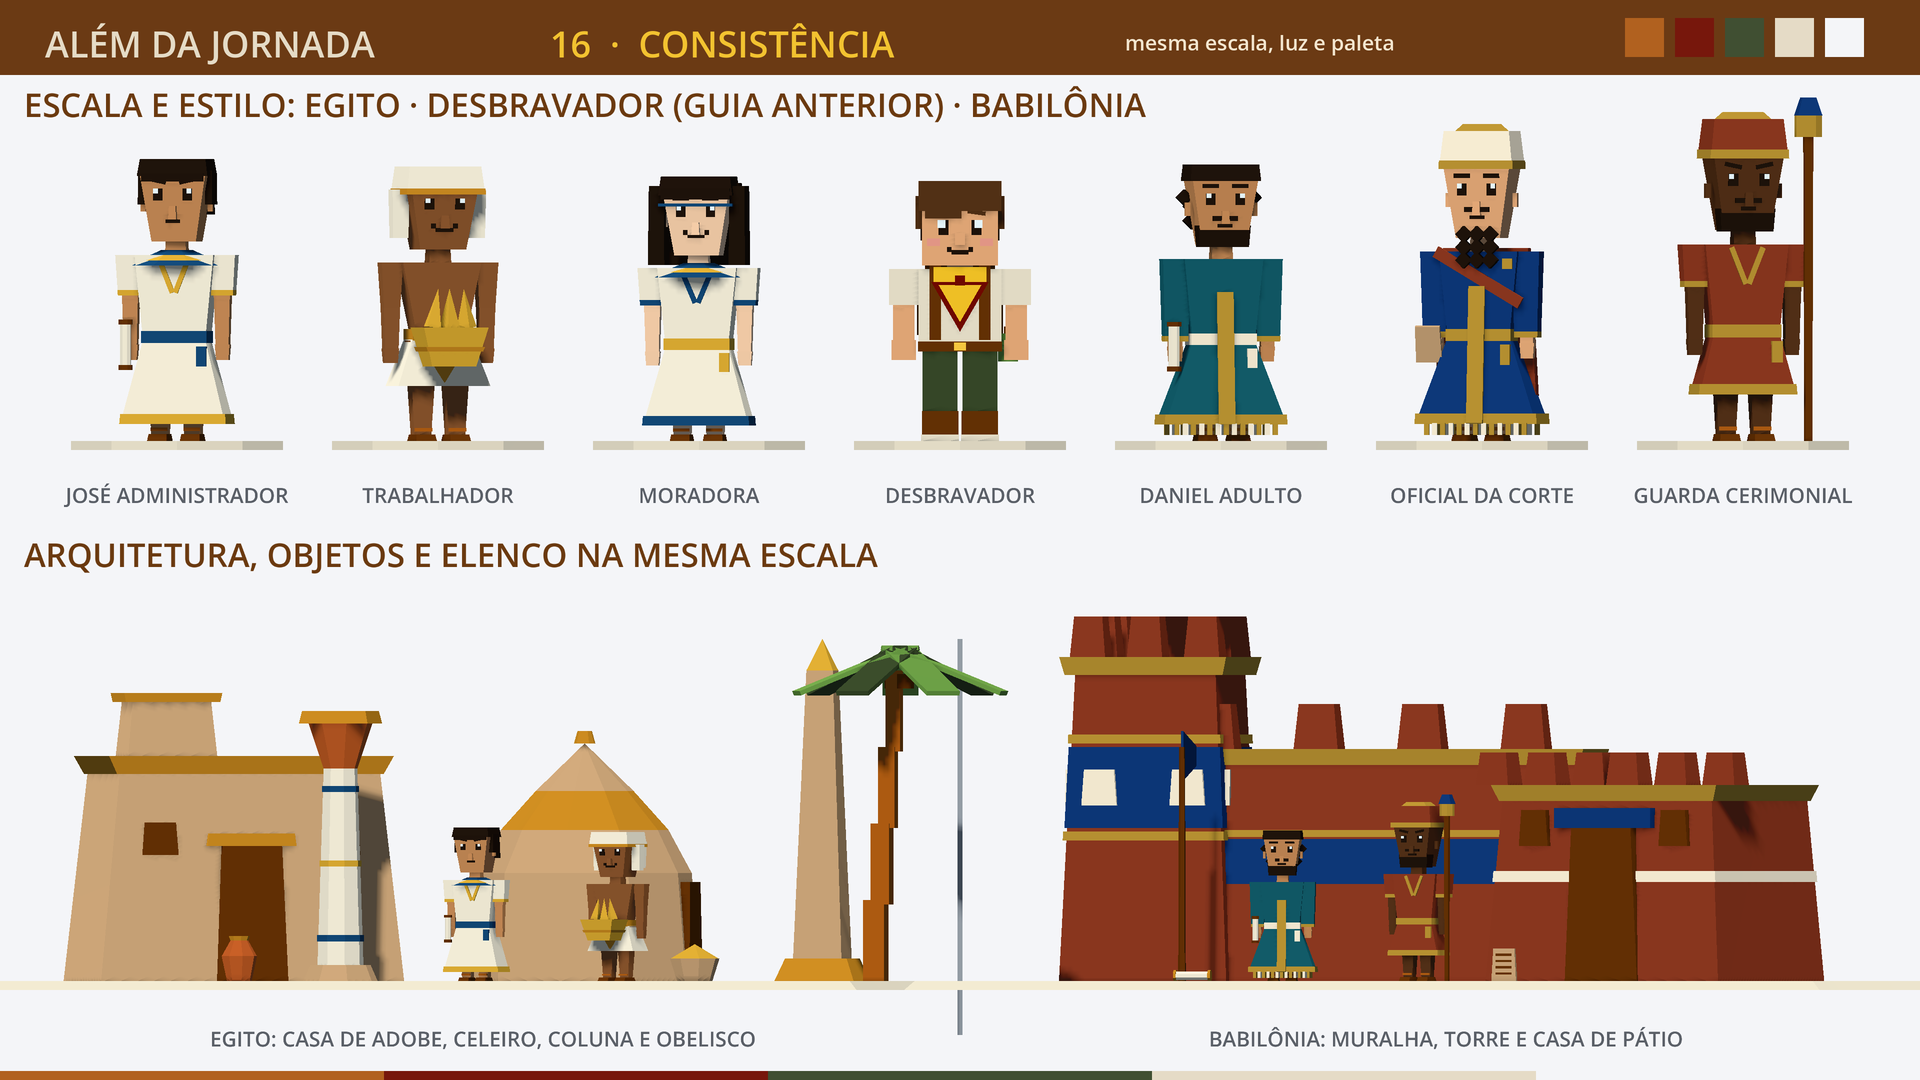 ALÉM DA JORNADA
16 · CONSISTÊNCIA
mesma escala, luz e paleta
ESCALA E ESTILO: EGITO · DESBRAVADOR (GUIA ANTERIOR) · BABILÔNIA
JOSÉ ADMINISTRADOR
TRABALHADOR
MORADORA
DESBRAVADOR
DANIEL ADULTO
OFICIAL DA CORTE
GUARDA CERIMONIAL
ARQUITETURA, OBJETOS E ELENCO NA MESMA ESCALA
EGITO: CASA DE ADOBE, CELEIRO, COLUNA E OBELISCO
BABILÔNIA: MURALHA, TORRE E CASA DE PÁTIO